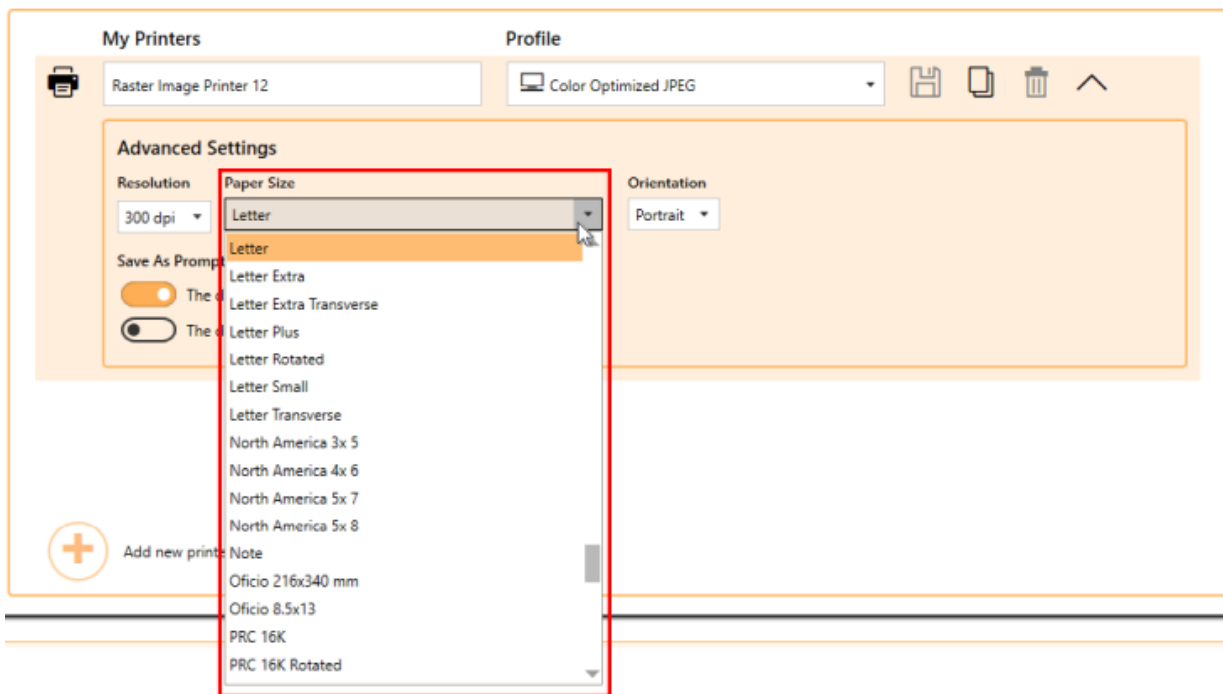 My Printers
Profile
Raster Image Printer 12
Color Optimized JPEG
Advanced Settings
Resolution
Paper Size
Orientation
300 dpi
Letter
Portrait
Letter
Save As Prompt
Letter Extra
The
Letter Extra Transverse
The
Letter Plus
Letter Rotated
Letter Small
Letter Transverse
North America 3x 5
North America 4x 6
North America 5x 7
North America 5x 8
Add new printe
Note
Oficio 216x340 mm
Oficio 8.5x13
PRC 16K
PRC 16K Rotated